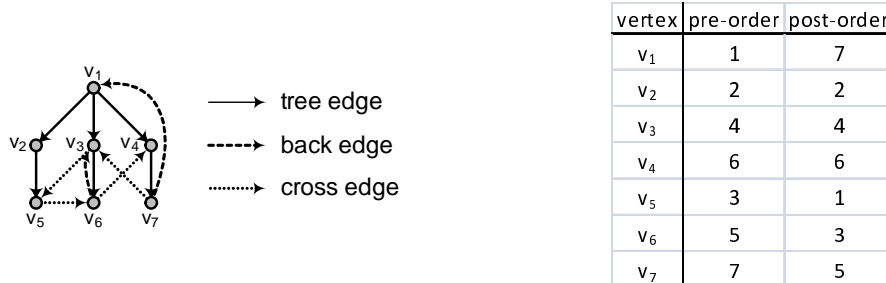 v₁
v₂ v₃ v₄
v₅ v₆ v₇
tree edge
back edge
cross edge
vertex pre-order post-order
v₁ 1 7
v₂ 2 2
v₃ 4 4
v₄ 6 6
v₅ 3 1
v₆ 5 3
v₇ 7 5